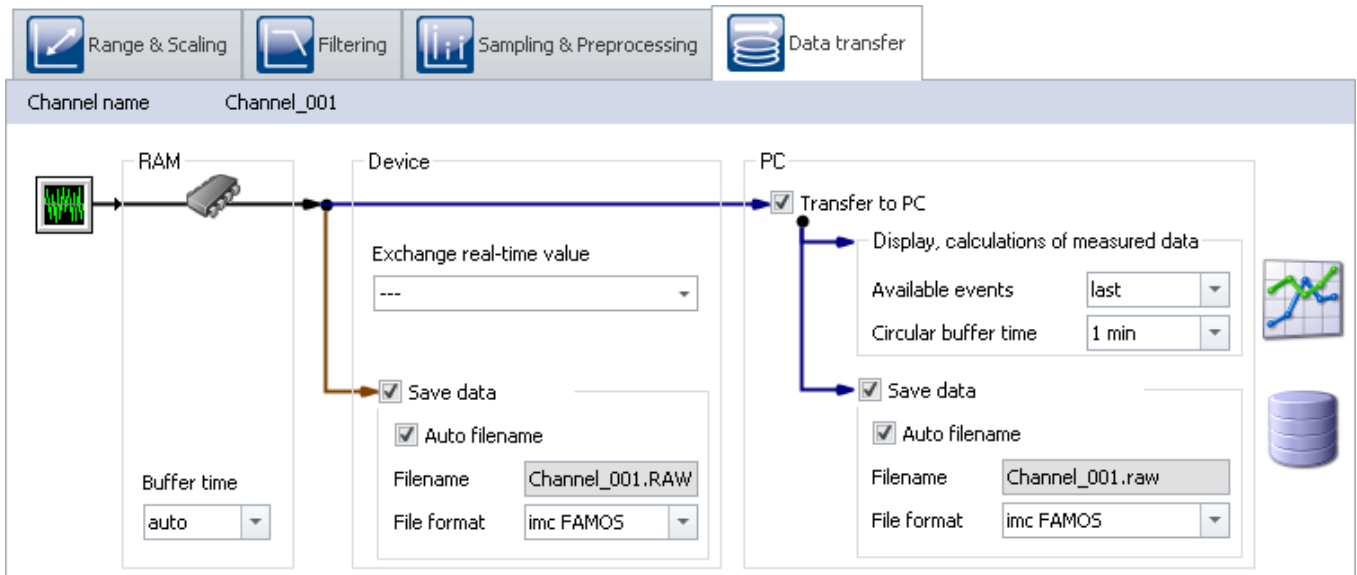 Range & Scaling
Filtering
Sampling & Preprocessing
Data transfer
Channel name
Channel_001
RAM
Buffer time
auto
Device
Exchange real-time value
---
Save data
Auto filename
Filename
Channel_001.RAW
File format
imc FAMOS
PC
Transfer to PC
Display, calculations of measured data
Available events
last
Circular buffer time
1 min
Save data
Auto filename
Filename
Channel_001.raw
File format
imc FAMOS